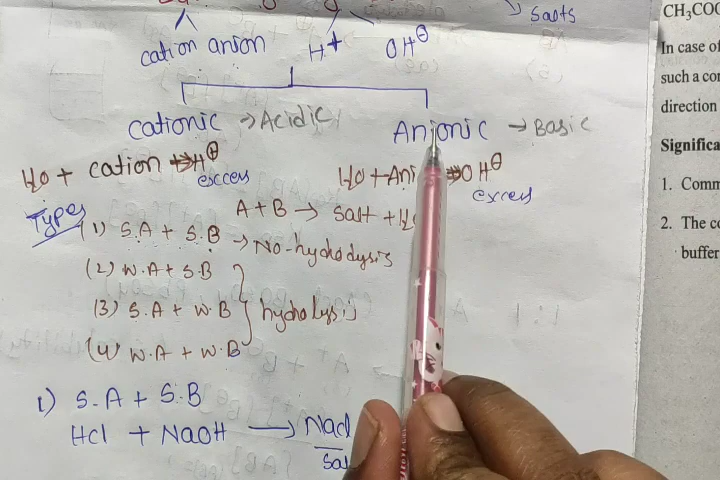 → Salts
cation anion H⁺ OH⊖
Cationic → Acidic
Anionic → Basic
H₂O + cation → H⊕
excess
H₂O + Ani → OH⊖
excess
Types
A + B → Salt + H₂
(1) S.A + S.B → No-hydrolysis
(2) W.A + S.B
(3) S.A + W.B } hydrolysis
(4) W.A + W.B
1) S.A + S.B
HCl + NaOH → NaCl
Sal
CH₃COO
In case of
such a co
direction
Significa
1. Comm
2. The co
buffer